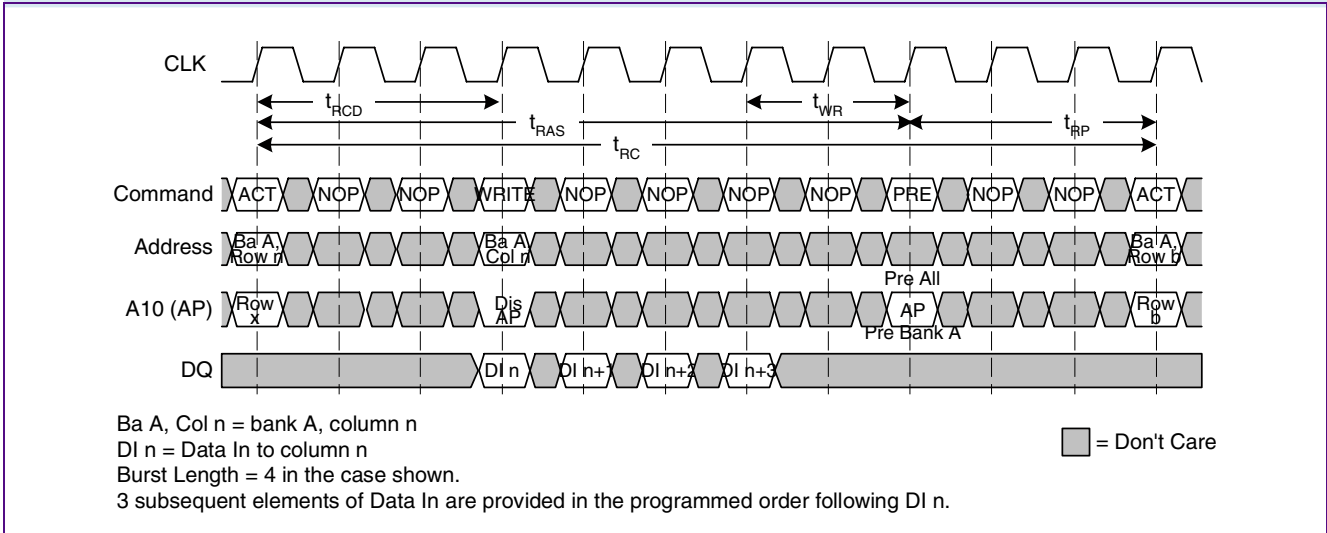 CLK
tRCD
tWR
tRAS
tRP
tRC
Command ACT NOP NOP WRITE NOP NOP NOP NOP PRE NOP NOP ACT
Address Ba A, Row n Ba A, Col n Ba A, Row b
Pre All
A10 (AP) Row x Dis AP AP Row b
Pre Bank A
DQ DI n DI n+1 DI n+2 DI n+3
Ba A, Col n = bank A, column n
DI n = Data In to column n
Burst Length = 4 in the case shown.
3 subsequent elements of Data In are provided in the programmed order following DI n.
= Don't Care